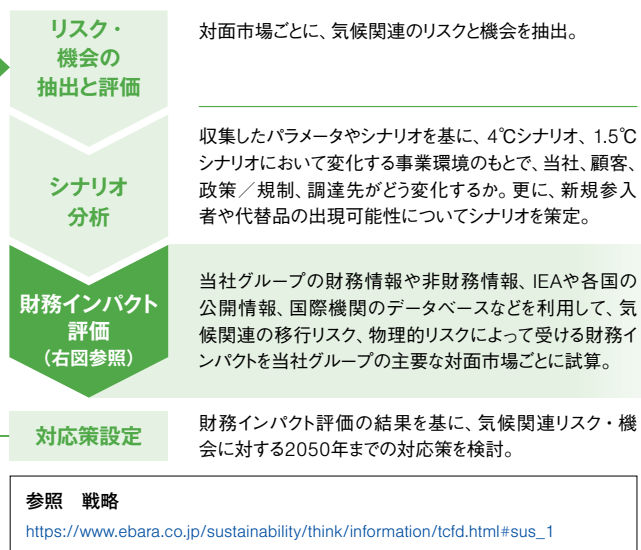 リスク・
機会の
抽出と評価
対面市場ごとに、気候関連のリスクと機会を抽出。
シナリオ
分析
収集したパラメータやシナリオを基に、4℃シナリオ、1.5℃
シナリオにおいて変化する事業環境のもとで、当社、顧客、
政策／規制、調達先がどう変化するか。更に、新規参入
者や代替品の出現可能性についてシナリオを策定。
財務インパクト
評価
（右図参照）
当社グループの財務情報や非財務情報、IEAや各国の
公開情報、国際機関のデータベースなどを利用して、気
候関連の移行リスク、物理的リスクによって受ける財務イ
ンパクトを当社グループの主要な対面市場ごとに試算。
対応策設定
財務インパクト評価の結果を基に、気候関連リスク・機
会に対する2050年までの対応策を検討。
参照　戦略
https://www.ebara.co.jp/sustainability/think/information/tcfd.html#sus_1